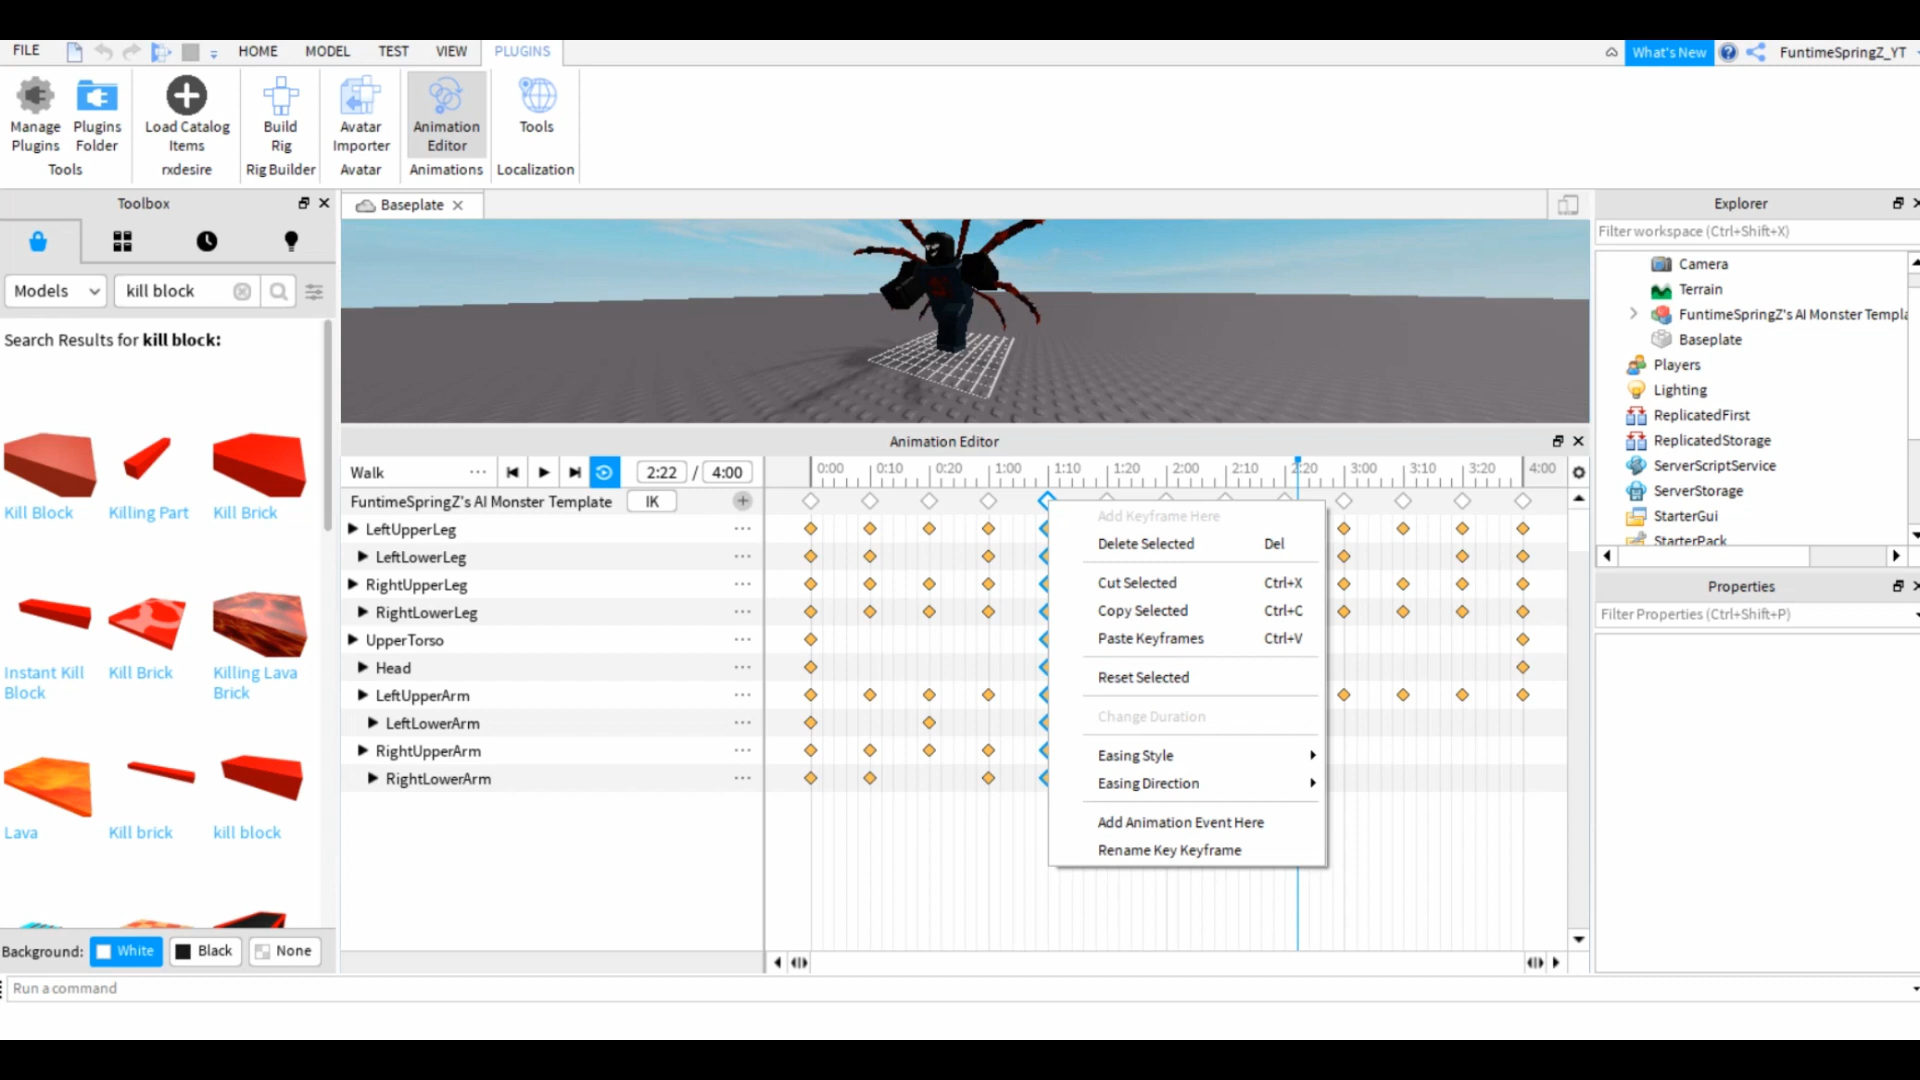 FILE HOME MODEL TEST VIEW PLUGINS What's New FuntimeSpringZ_YT
Manage Plugins
Plugins Folder
Tools
Load Catalog Items
rxdesire
Build Rig
Rig Builder
Avatar Importer
Avatar
Animation Editor
Animations
Tools
Localization
Toolbox
Models kill block
Search Results for kill block:
Kill Block Killing Part Kill Brick
Instant Kill Block
Kill Brick
Killing Lava Brick
Lava Kill brick kill block
Background: White Black None
Run a command
Baseplate
Animation Editor
Walk ... 2:22 / 4:00
0:00 0:10 0:20 1:00 1:10 1:20 2:00 2:10 2:20 3:00 3:10 3:20 4:00
FuntimeSpringZ's AI Monster Template IK
LeftUpperLeg ...
LeftLowerLeg ...
RightUpperLeg ...
RightLowerLeg ...
UpperTorso ...
Head ...
LeftUpperArm ...
LeftLowerArm ...
RightUpperArm ...
RightLowerArm ...
Add Keyframe Here
Delete Selected Del
Cut Selected Ctrl+X
Copy Selected Ctrl+C
Paste Keyframes Ctrl+V
Reset Selected
Change Duration
Easing Style
Easing Direction
Add Animation Event Here
Rename Key Keyframe
Explorer
Filter workspace (Ctrl+Shift+X)
Camera
Terrain
FuntimeSpringZ's AI Monster Templa
Baseplate
Players
Lighting
ReplicatedFirst
ReplicatedStorage
ServerScriptService
ServerStorage
StarterGui
StarterPack
Properties
Filter Properties (Ctrl+Shift+P)